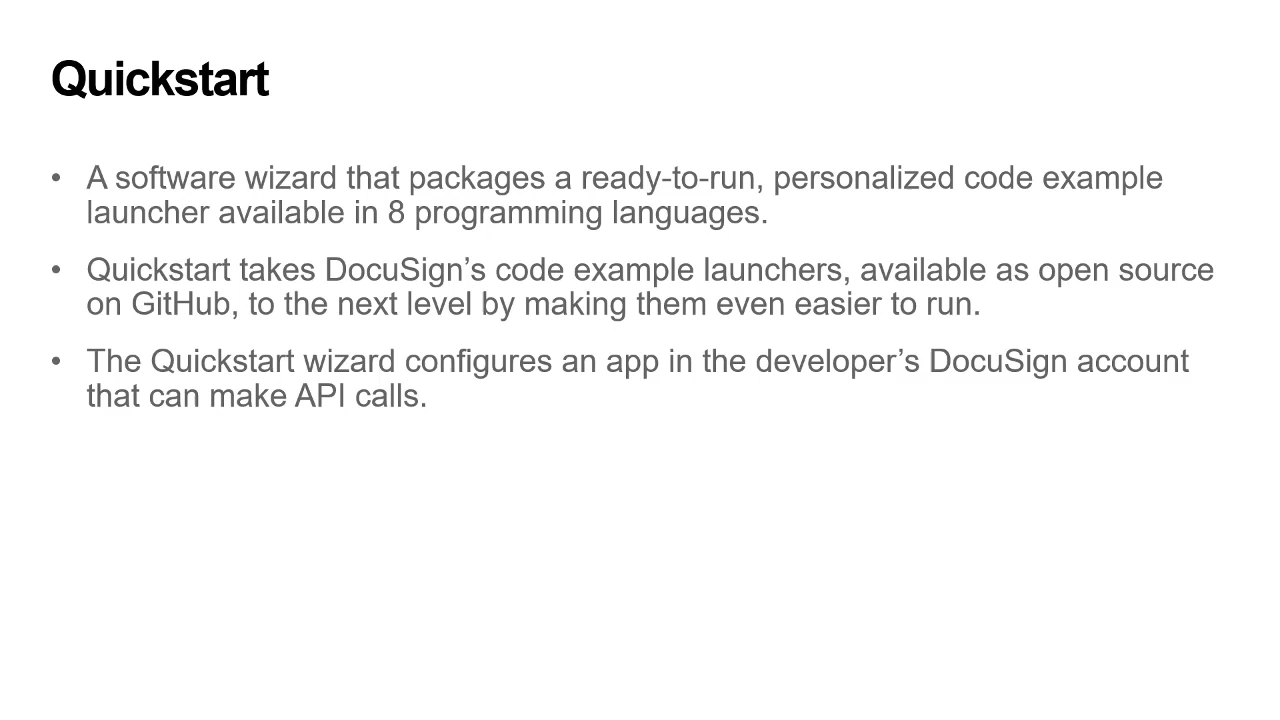 Quickstart
• A software wizard that packages a ready-to-run, personalized code example
launcher available in 8 programming languages.
• Quickstart takes DocuSign’s code example launchers, available as open source
on GitHub, to the next level by making them even easier to run.
• The Quickstart wizard configures an app in the developer’s DocuSign account
that can make API calls.